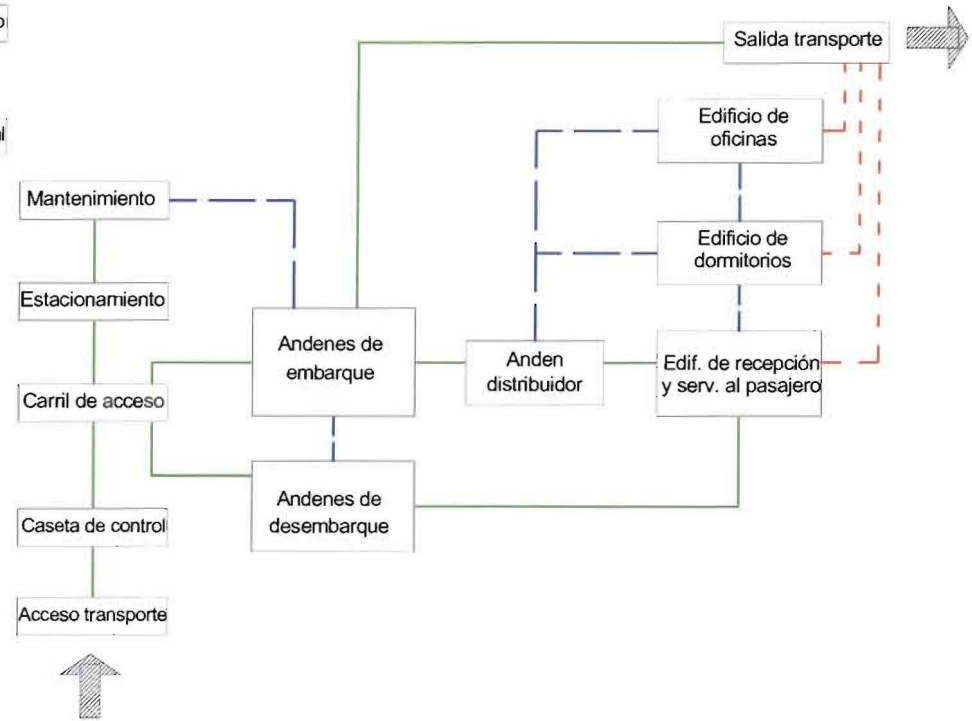 Salida transporte
Edificio de
oficinas
Mantenimiento
Edificio de
dormitorios
Estacionamiento
Andenes de
embarque
Anden
distribuidor
Edif. de recepción
y serv. al pasajero
Carril de acceso
Andenes de
desembarque
Caseta de control
Acceso transporte